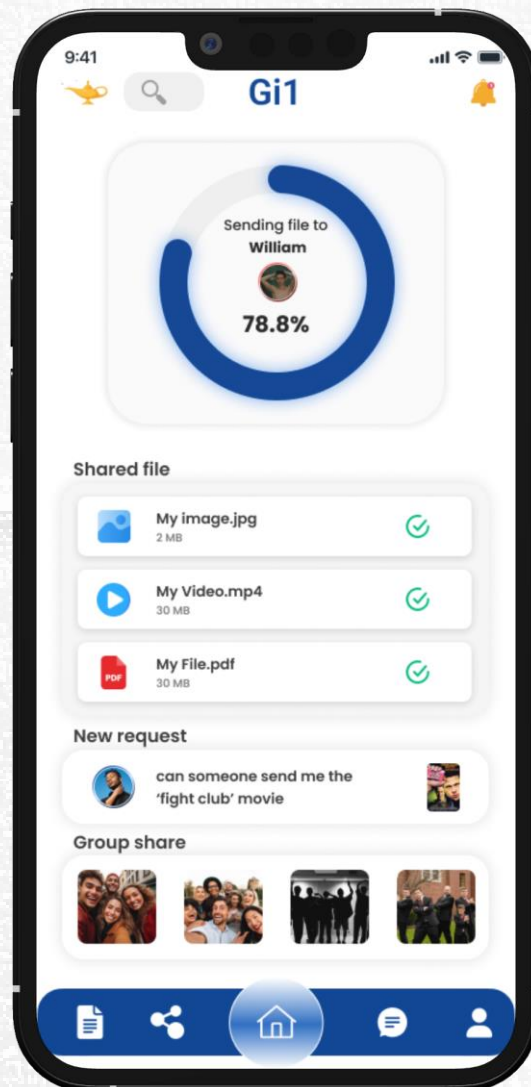 9:41
Gi1
Sending file to
William
78.8%
Shared file
My image.jpg
2 MB
My Video.mp4
30 MB
PDF
My File.pdf
30 MB
New request
can someone send me the
‘fight club’ movie
Group share